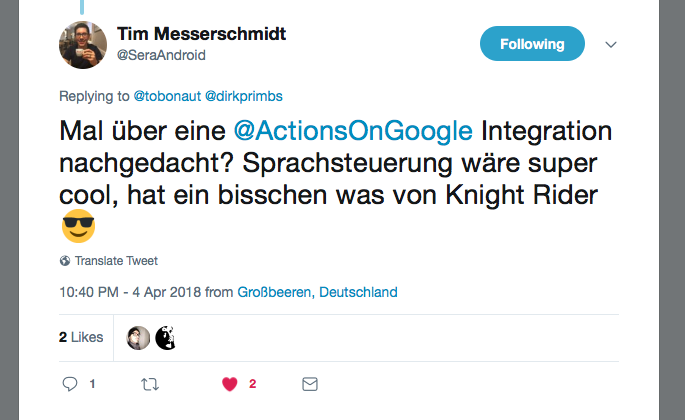 Tim Messerschmidt
@SeraAndroid
Following
Replying to @tobonaut @dirkprimbs
Mal über eine @ActionsOnGoogle Integration
nachgedacht? Sprachsteuerung wäre super
cool, hat ein bisschen was von Knight Rider
😎
Translate Tweet
10:40 PM - 4 Apr 2018 from Großbeeren, Deutschland
2 Likes
1 2